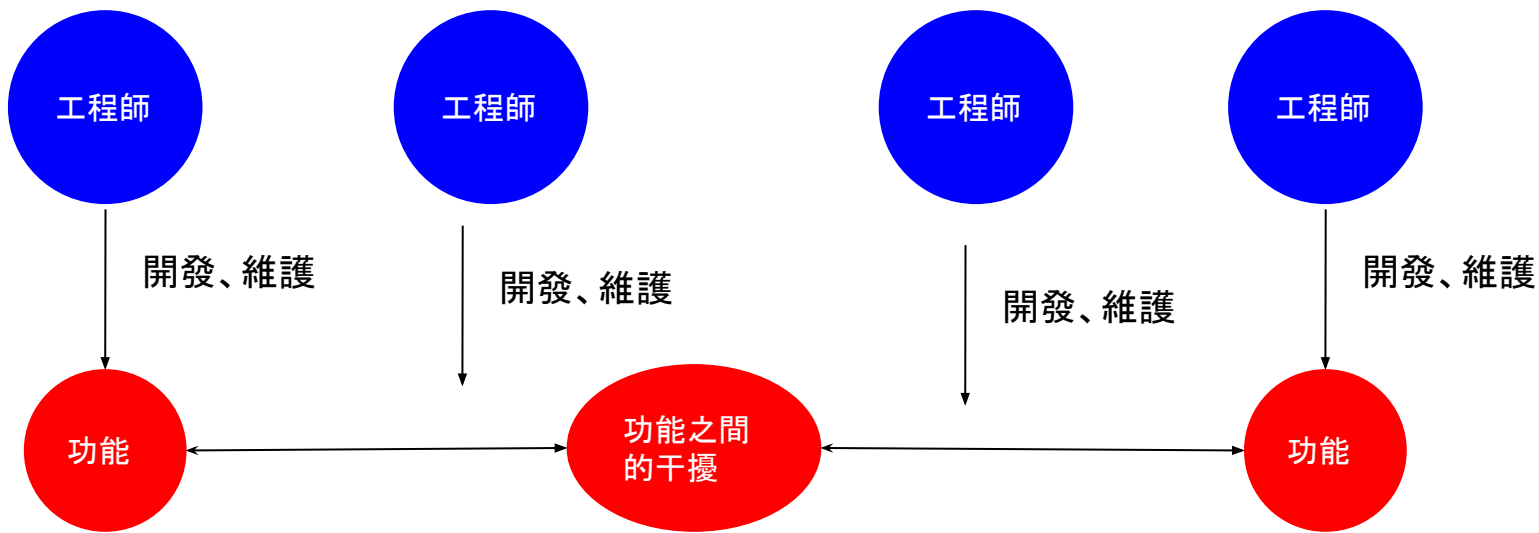 工程師
工程師
工程師
工程師
開發、維護
開發、維護
開發、維護
開發、維護
功能
功能之間
的干擾
功能